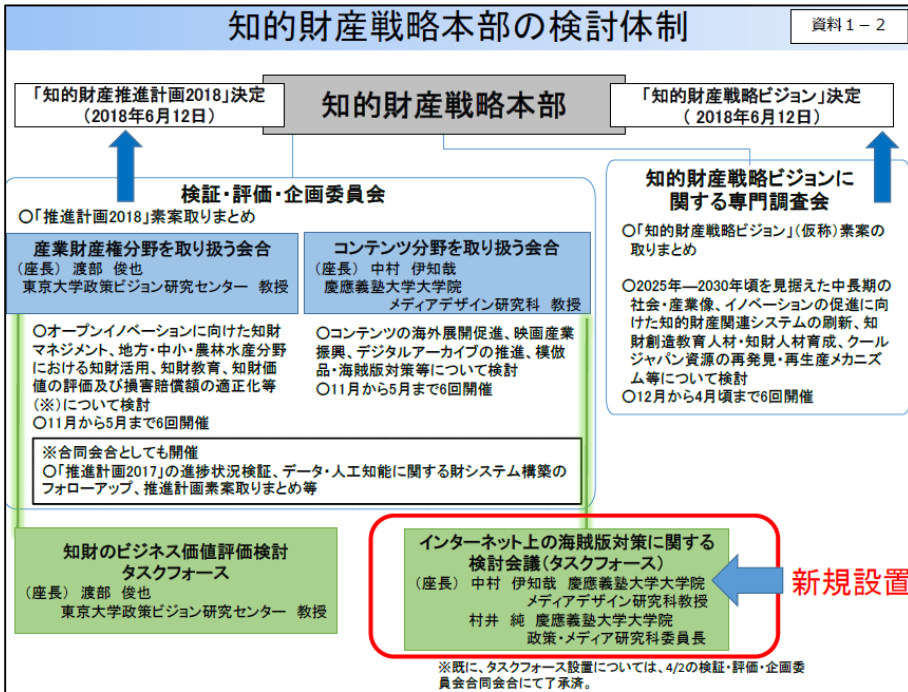 知的財産戦略本部の検討体制
資料1-2
「知的財産推進計画2018」決定
(2018年6月12日)
知的財産戦略本部
「知的財産戦略ビジョン」決定
( 2018年6月12日)
検証・評価・企画委員会
○「推進計画2018」素案取りまとめ
産業財産権分野を取り扱う会合
(座長) 渡部 俊也
東京大学政策ビジョン研究センター 教授
○オープンイノベーションに向けた知財
マネジメント、地方・中小・農林水産分野
における知財活用、知財教育、知財価
値の評価及び損害賠償額の適正化等
(※)について検討
○11月から5月まで6回開催
コンテンツ分野を取り扱う会合
(座長) 中村 伊知哉
慶應義塾大学大学院
メディアデザイン研究科 教授
○コンテンツの海外展開促進、映画産業
振興、デジタルアーカイブの推進、模倣
品・海賊版対策等について検討
○11月から5月まで6回開催
※合同会合としても開催
○「推進計画2017」の進捗状況検証、データ・人工知能に関する財システム構築の
フォローアップ、推進計画素案取りまとめ等
知的財産戦略ビジョンに
関する専門調査会
○「知的財産戦略ビジョン」(仮称)素案の
取りまとめ
○2025年―2030年頃を見据えた中長期の
社会・産業像、イノベーションの促進に向
けた知的財産関連システムの刷新、知
財創造教育人材・知財人材育成、クール
ジャパン資源の再発見・再生産メカニズ
ム等について検討
○12月から4月頃まで6回開催
知財のビジネス価値評価検討
タスクフォース
(座長) 渡部 俊也
東京大学政策ビジョン研究センター 教授
インターネット上の海賊版対策に関する
検討会議(タスクフォース)
(座長) 中村 伊知哉 慶應義塾大学大学院
メディアデザイン研究科教授
村井 純 慶應義塾大学大学院
政策・メディア研究科委員長
新規設置
※既に、タスクフォース設置については、4/2の検証・評価・企画委
員会合同会合にて了承済。